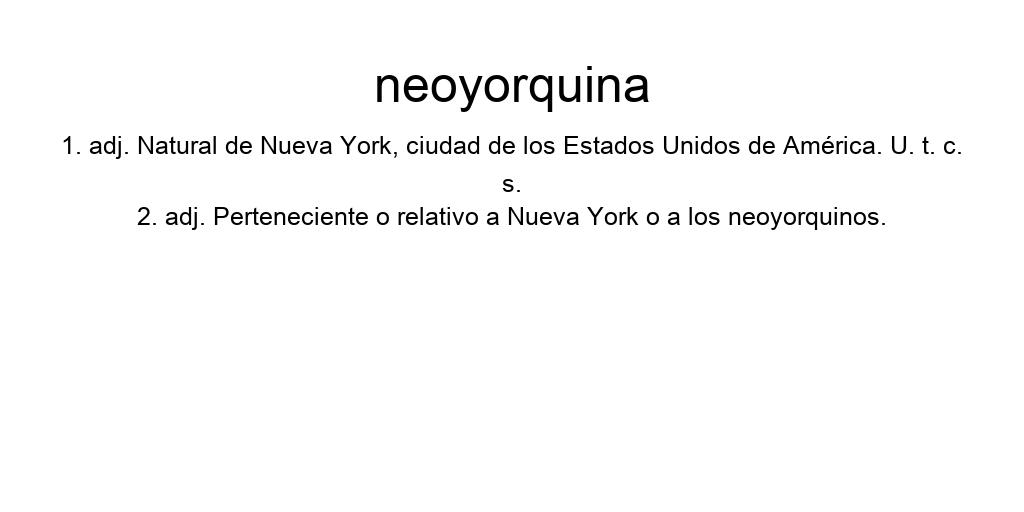 neoyorquina
1. adj. Natural de Nueva York, ciudad de los Estados Unidos de América. U. t. c.
s.
2. adj. Perteneciente o relativo a Nueva York o a los neoyorquinos.